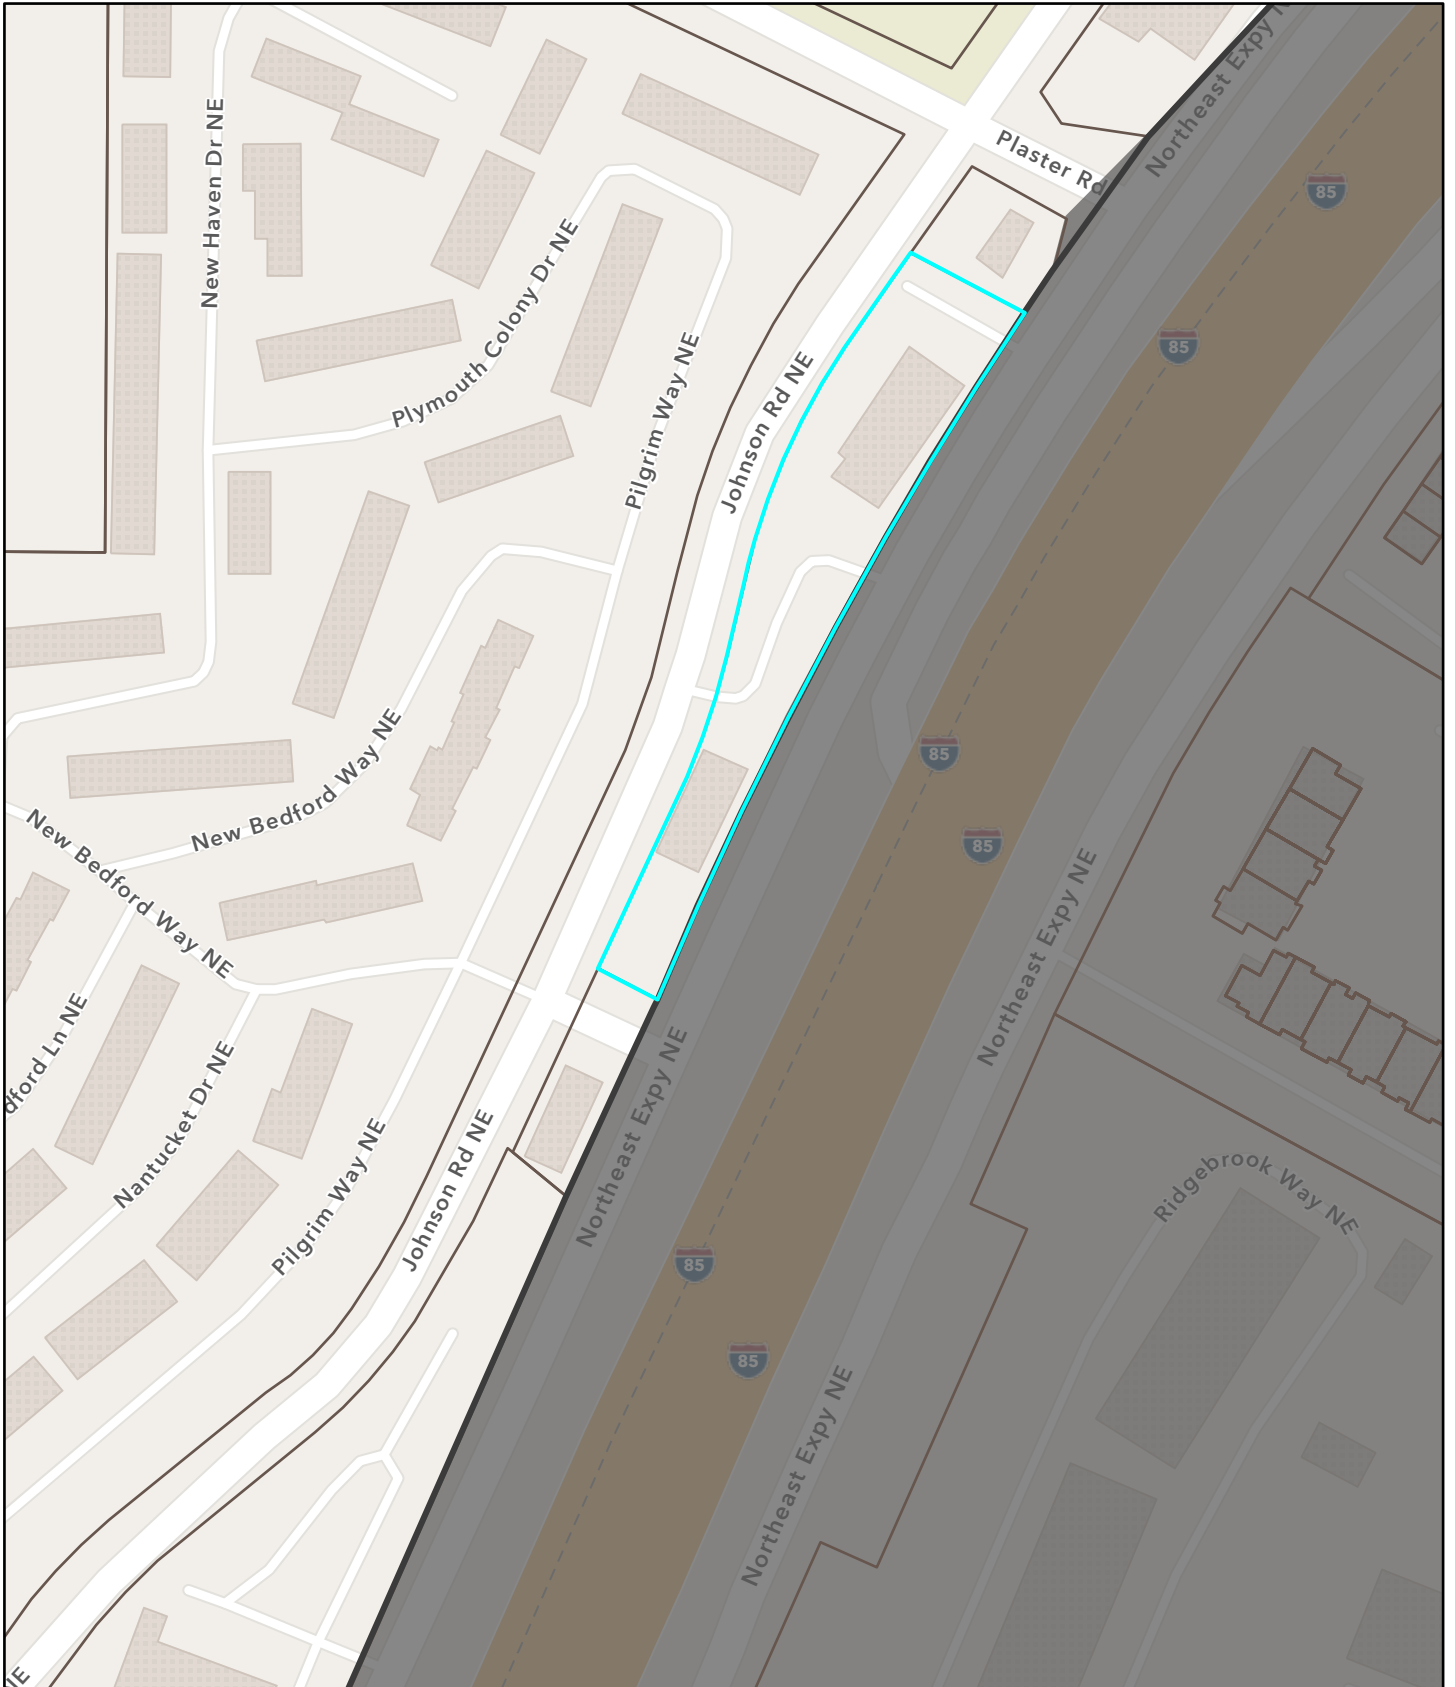 Northeast Expy N
New Haven Dr NE
Plaster Rd
85
Plymouth Colony Dr NE
Pilgrim Way NE
Johnson Rd NE
85
New Bedford Way NE
85
New Bedford Way NE
85
Northeast Expy NE
dford Ln NE
Nantucket Dr NE
Northeast Expy NE
Pilgrim Way NE
Johnson Rd NE
Ridgebrook Way NE
85
85
Northeast Expy NE
NE